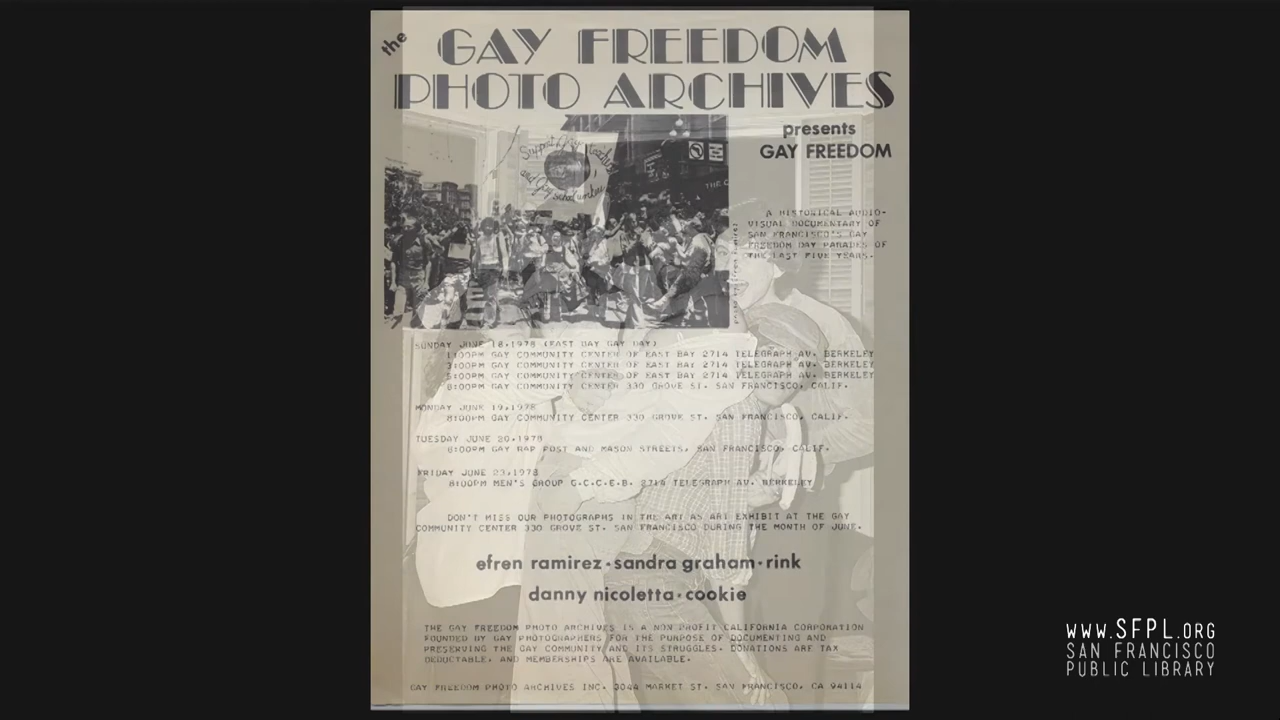 the
GAY FREEDOM
PHOTO ARCHIVES
presents
GAY FREEDOM
Support Gay Teachers
and Gay School workers
THE C
A HISTORICAL AUDIO-
VISUAL DOCUMENTARY OF
SAN FRANCISCO'S GAY
FREEDOM DAY PARADES OF
THE LAST FIVE YEARS.
SUNDAY JUNE 18,1978 (EAST BAY GAY DAY)
1:00PM GAY COMMUNITY CENTER OF EAST BAY 2714 TELEGRAPH AV. BERKELEY
3:00PM GAY COMMUNITY CENTER OF EAST BAY 2714 TELEGRAPH AV. BERKELEY
5:00PM GAY COMMUNITY CENTER OF EAST BAY 2714 TELEGRAPH AV. BERKELEY
8:00PM GAY COMMUNITY CENTER 330 GROVE ST. SAN FRANCISCO, CALIF.
MONDAY JUNE 19,1978
8:00PM GAY COMMUNITY CENTER 330 GROVE ST. SAN FRANCISCO, CALIF.
TUESDAY JUNE 20,1978
8:00PM GAY RAP POST AND MASON STREETS, SAN FRANCISCO, CALIF.
FRIDAY JUNE 23,1978
8:00PM MEN'S GROUP G.C.C.E.B. 2714 TELEGRAPH AV. BERKELEY
DON'T MISS OUR PHOTOGRAPHS IN THE ART AS ART EXHIBIT AT THE GAY
COMMUNITY CENTER 330 GROVE ST. SAN FRANCISCO DURING THE MONTH OF JUNE.
efren ramirez · sandra graham · rink
danny nicoletta · cookie
THE GAY FREEDOM PHOTO ARCHIVES IS A NON PROFIT CALIFORNIA CORPORATION
FOUNDED BY GAY PHOTOGRAPHERS FOR THE PURPOSE OF DOCUMENTING AND
PRESERVING THE GAY COMMUNITY AND ITS STRUGGLES. DONATIONS ARE TAX
DEDUCTABLE, AND MEMBERSHIPS ARE AVAILABLE.
GAY FREEDOM PHOTO ARCHIVES INC. 3044 MARKET ST. SAN FRANCISCO, CA 94114
WWW.SFPL.ORG
SAN FRANCISCO
PUBLIC LIBRARY